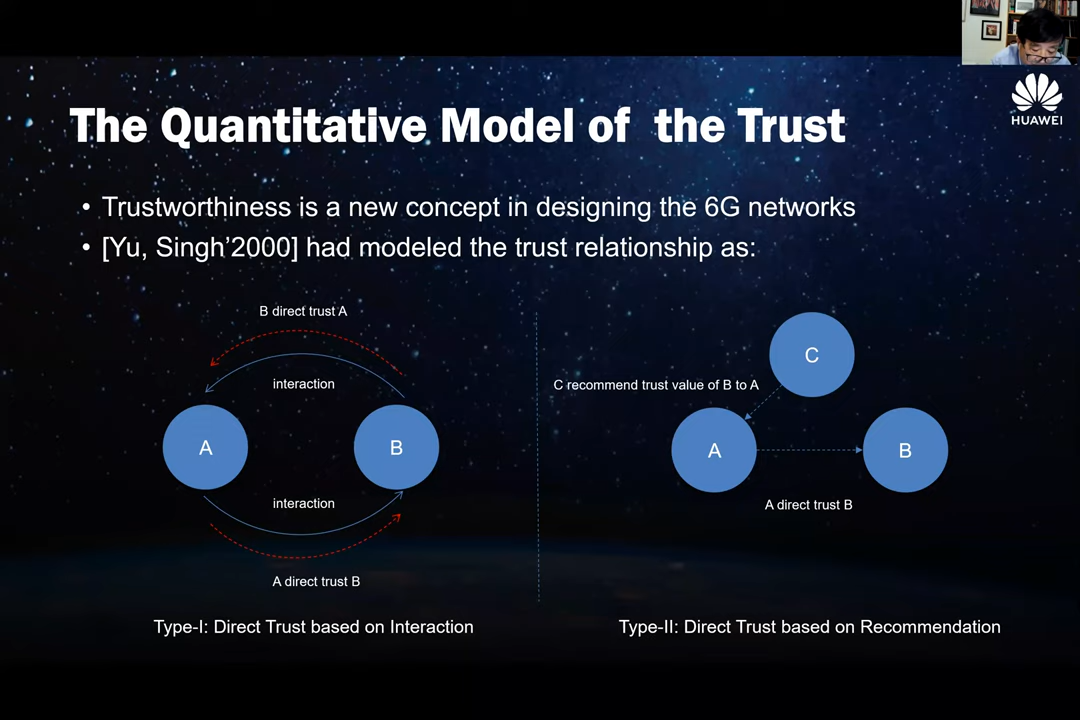 HUAWEI
The Quantitative Model of the Trust
• Trustworthiness is a new concept in designing the 6G networks
• [Yu, Singh’2000] had modeled the trust relationship as:
B direct trust A
interaction
A
B
interaction
A direct trust B
Type-I: Direct Trust based on Interaction
C
C recommend trust value of B to A
A
B
A direct trust B
Type-II: Direct Trust based on Recommendation